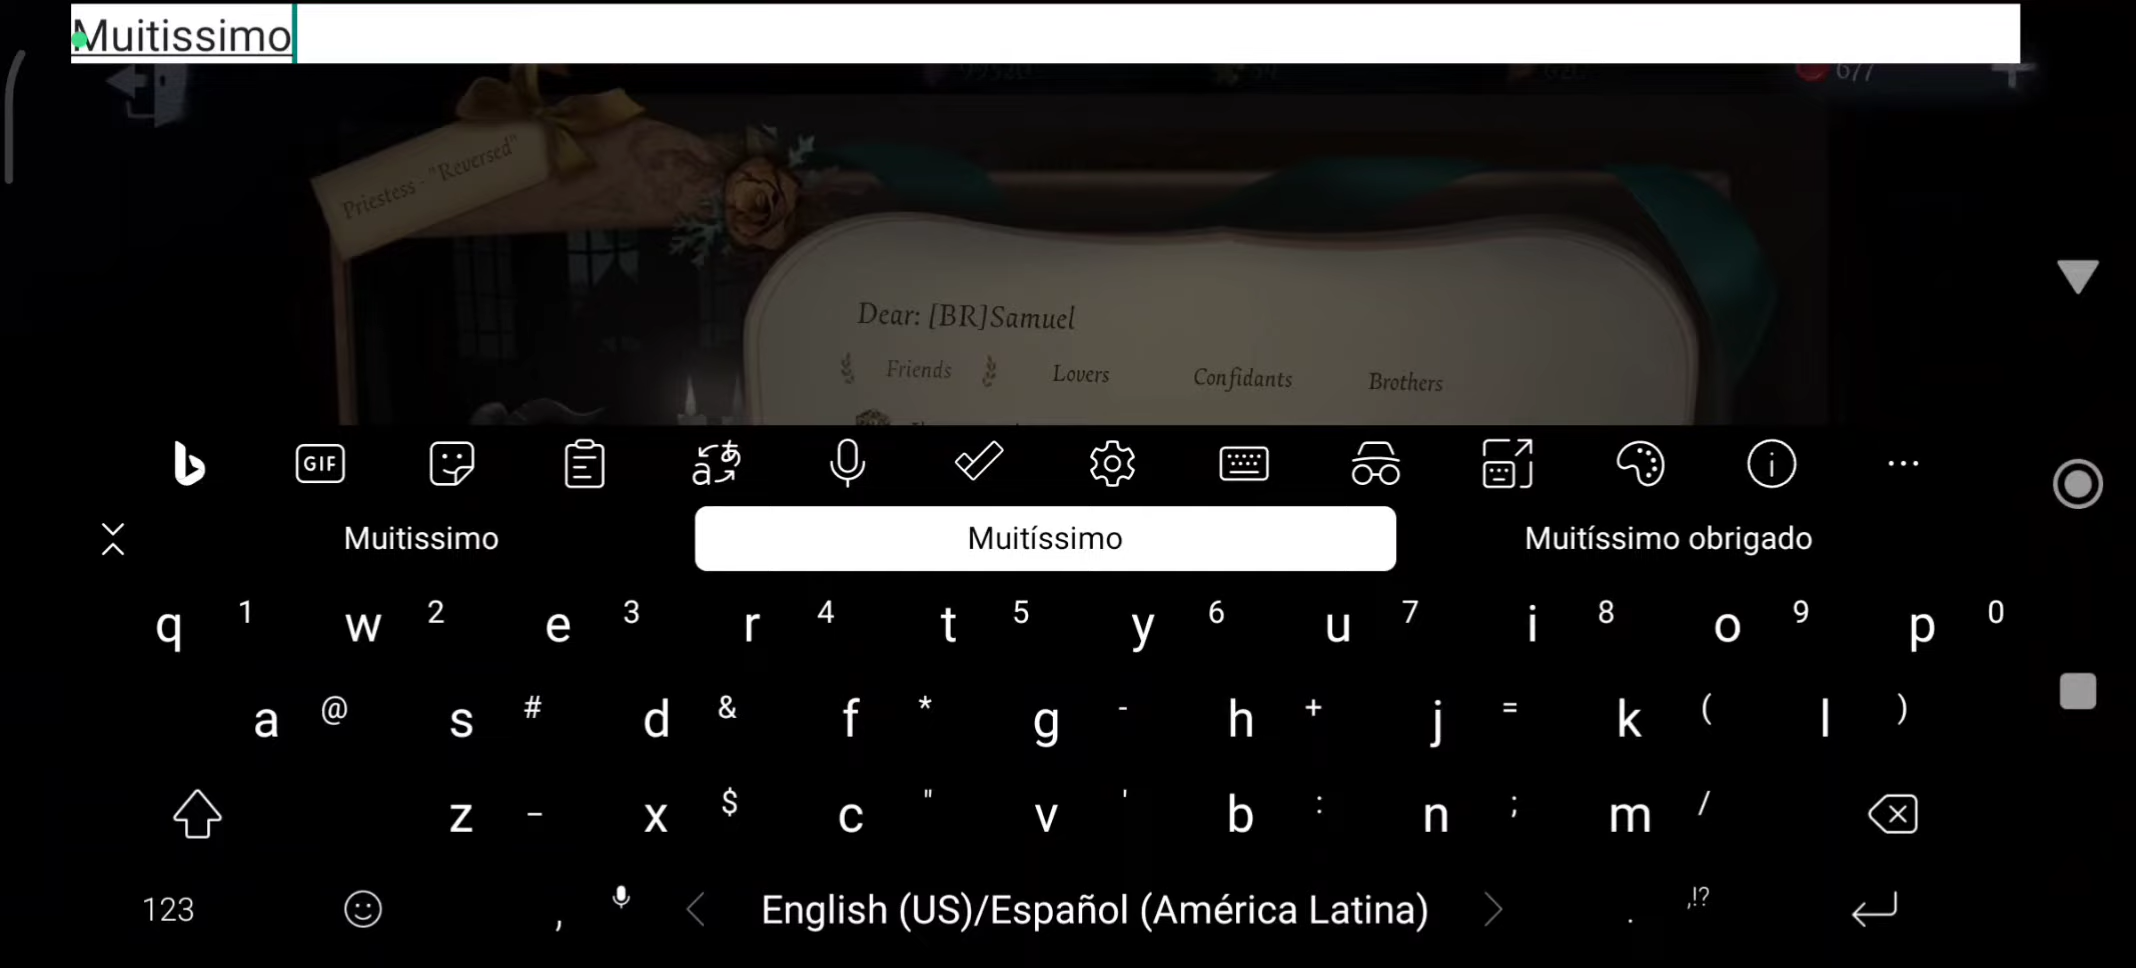 Muitissimo
677
Priestess - "Reversed"
Dear: [BR]Samuel
Friends Lovers Confidants Brothers
GIF
Muitissimo Muitíssimo Muitíssimo obrigado
q 1 w 2 e 3 r 4 t 5 y 6 u 7 i 8 o 9 p 0
a @ s # d & f * g - h + j = k ( l )
z _ x $ c " v ' b : n ; m /
123 , < English (US)/Español (América Latina) > . ,!?